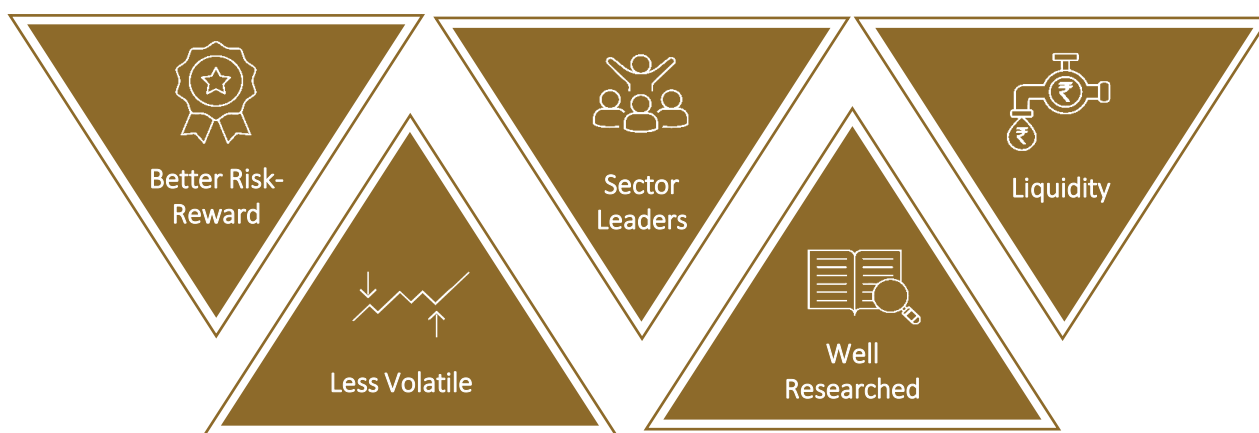 Better Risk-
Reward
Less Volatile
Sector
Leaders
Well
Researched
₹
₹
Liquidity